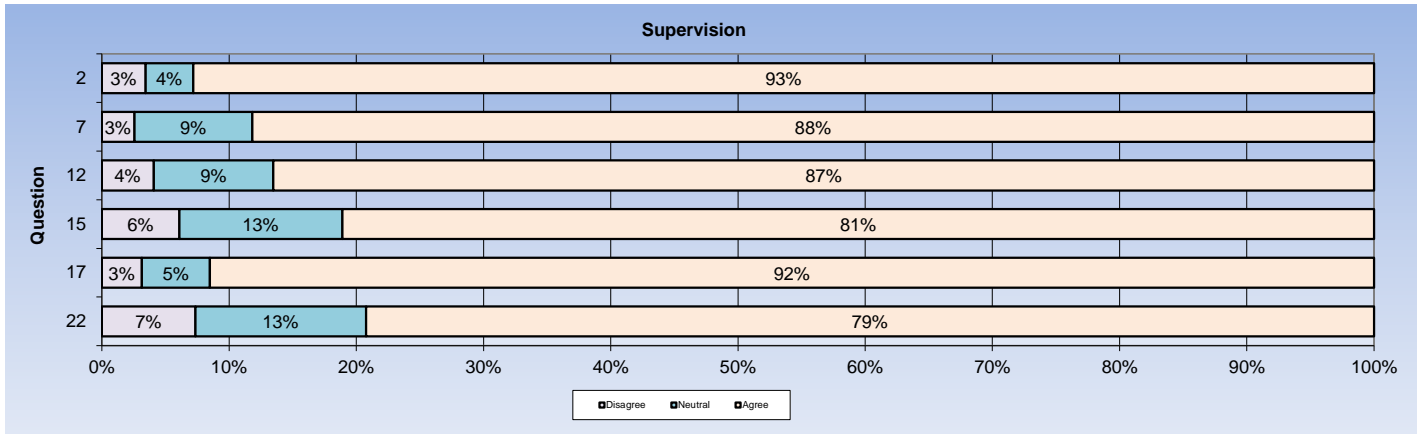 Supervision
2 3% 4% 93%
7 3% 9% 88%
12 4% 9% 87%
15 6% 13% 81%
17 3% 5% 92%
22 7% 13% 79%
Question
0% 10% 20% 30% 40% 50% 60% 70% 80% 90% 100%
Disagree Neutral Agree